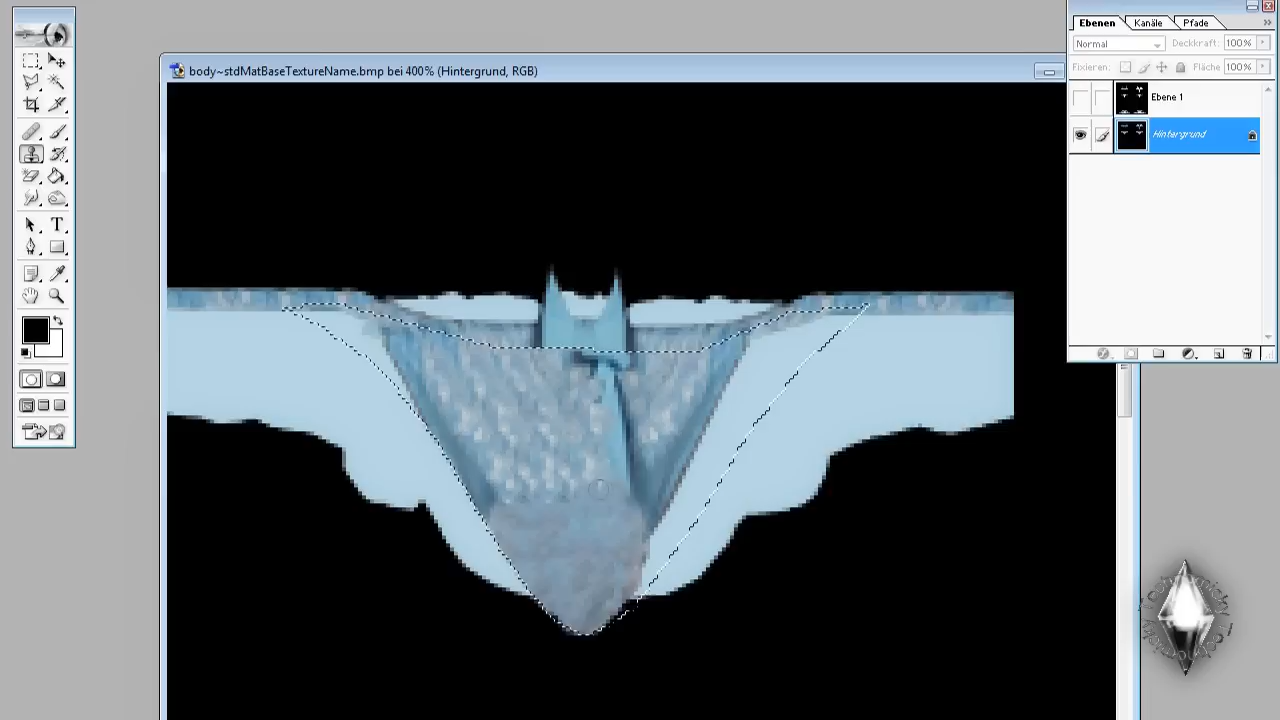 body~stdMatBaseTextureName.bmp bei 400% (Hintergrund, RGB)
Ebenen Kanäle Pfade
Normal Deckkraft: 100%
Fixieren: Fläche 100%
Ebene 1
Hintergrund
T